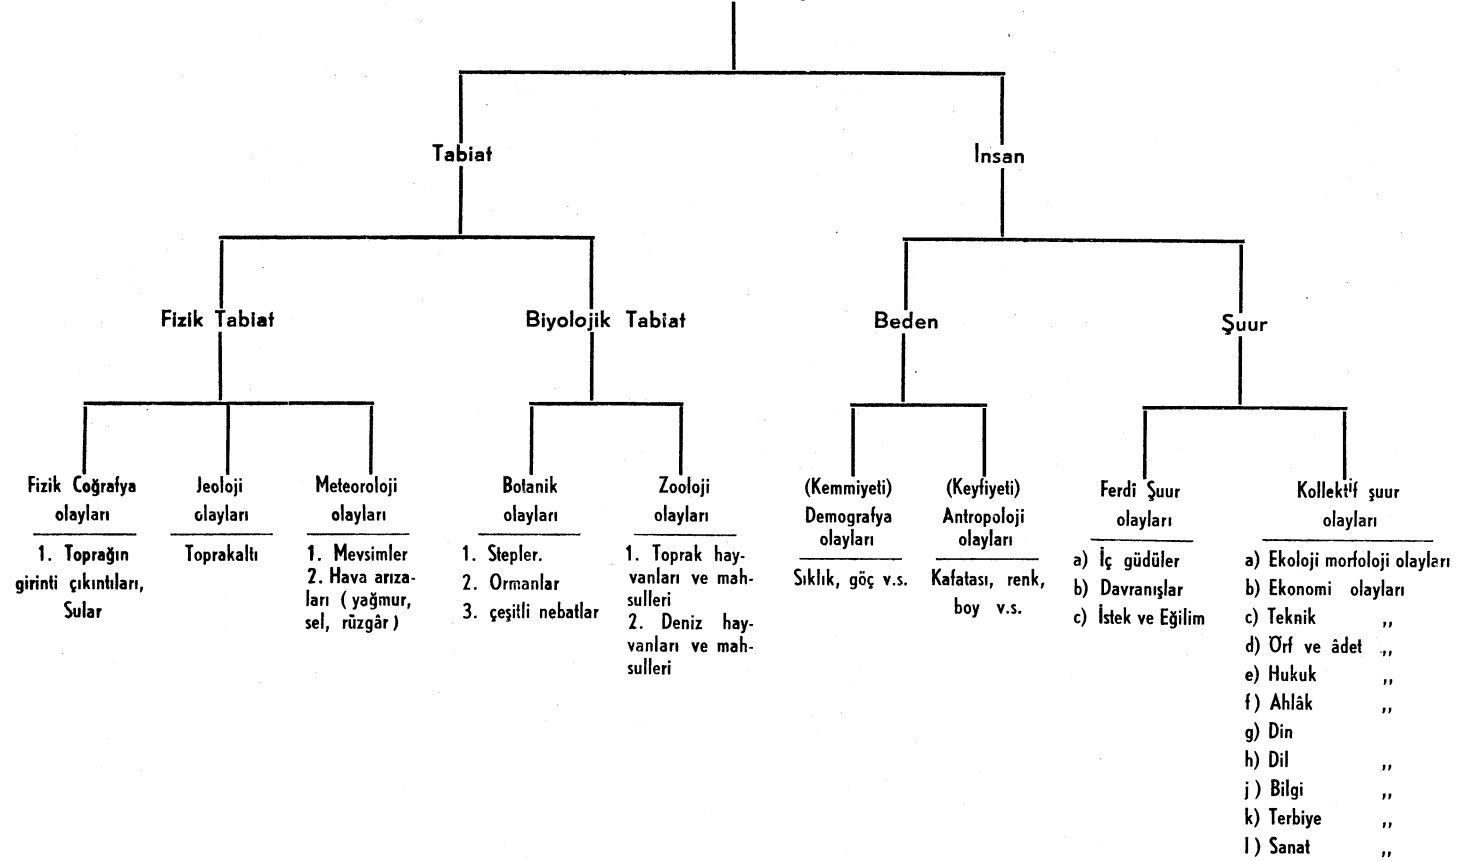 Tabiat
İnsan
Fizik Tabiat
Biyolojik Tabiat
Beden
Şuur
Fizik Coğrafya
olayları
1. Toprağın
girinti çıkıntıları,
Sular
Jeoloji
olayları
Toprakaltı
Meteoroloji
olayları
1. Mevsimler
2. Hava arıza-
ları ( yağmur,
sel, rüzgâr )
Botanik
olayları
1. Stepler.
2. Ormanlar
3. çeşitli nebatlar
Zooloji
olayları
1. Toprak hay-
vanları ve mah-
sulleri
2. Deniz hay-
vanları ve mah-
sulleri
(Kemmiyeti)
Demografya
olayları
Sıklık, göç v.s.
(Keyfiyeti)
Antropoloji
olayları
Kafatası, renk,
boy v.s.
Ferdî Şuur
olayları
a) İç güdüler
b) Davranışlar
c) İstek ve Eğilim
Kollektif şuur
olayları
a) Ekoloji morfoloji olayları
b) Ekonomi olayları
c) Teknik ,,
d) Örf ve âdet ,,
e) Hukuk ,,
f ) Ahlâk ,,
g) Din
h) Dil ,,
j ) Bilgi ,,
k) Terbiye ,,
l ) Sanat ,,